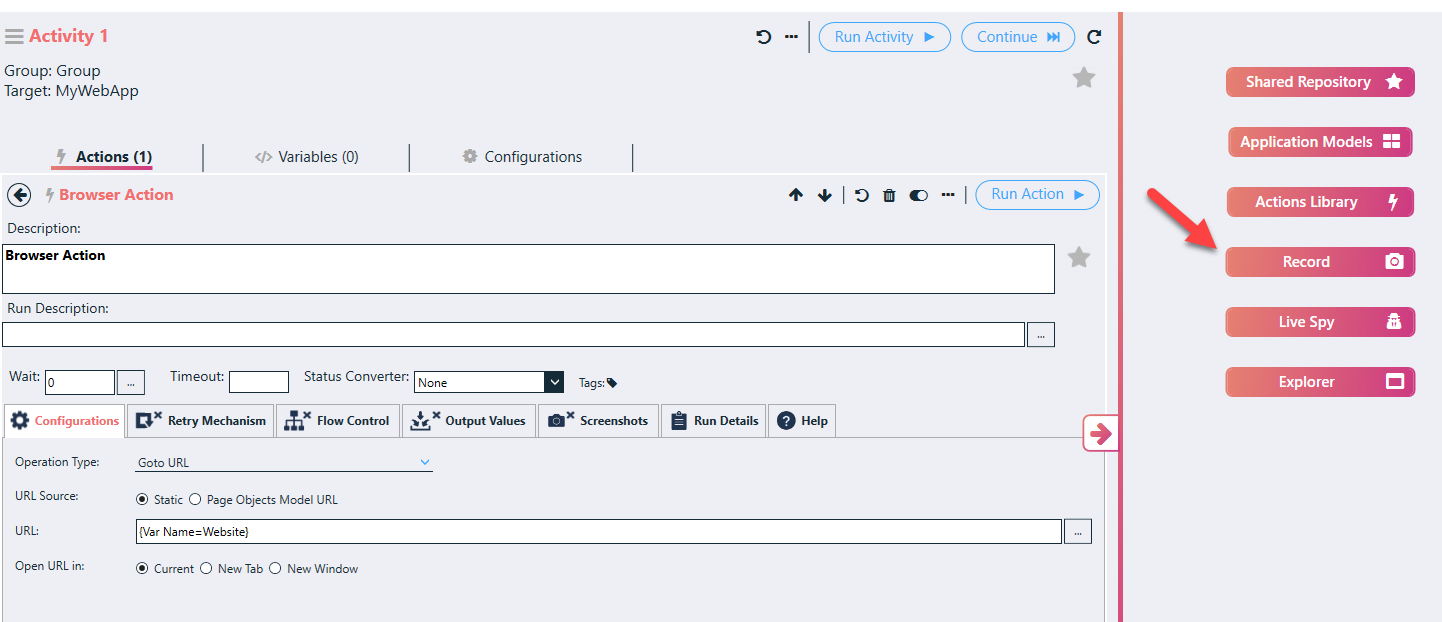 Activity 1
Run Activity
Continue
Group: Group
Target: MyWebApp
Actions (1)
</> Variables (0)
Configurations
Browser Action
Run Action
Description:
Browser Action
Run Description:
...
Wait: 0 ... Timeout: Status Converter: None Tags:
Configurations Retry Mechanism Flow Control Output Values Screenshots Run Details ? Help
Operation Type: Goto URL
URL Source: Static Page Objects Model URL
URL: {Var Name=Website} ...
Open URL in: Current New Tab New Window
Shared Repository
Application Models
Actions Library
Record
Live Spy
Explorer